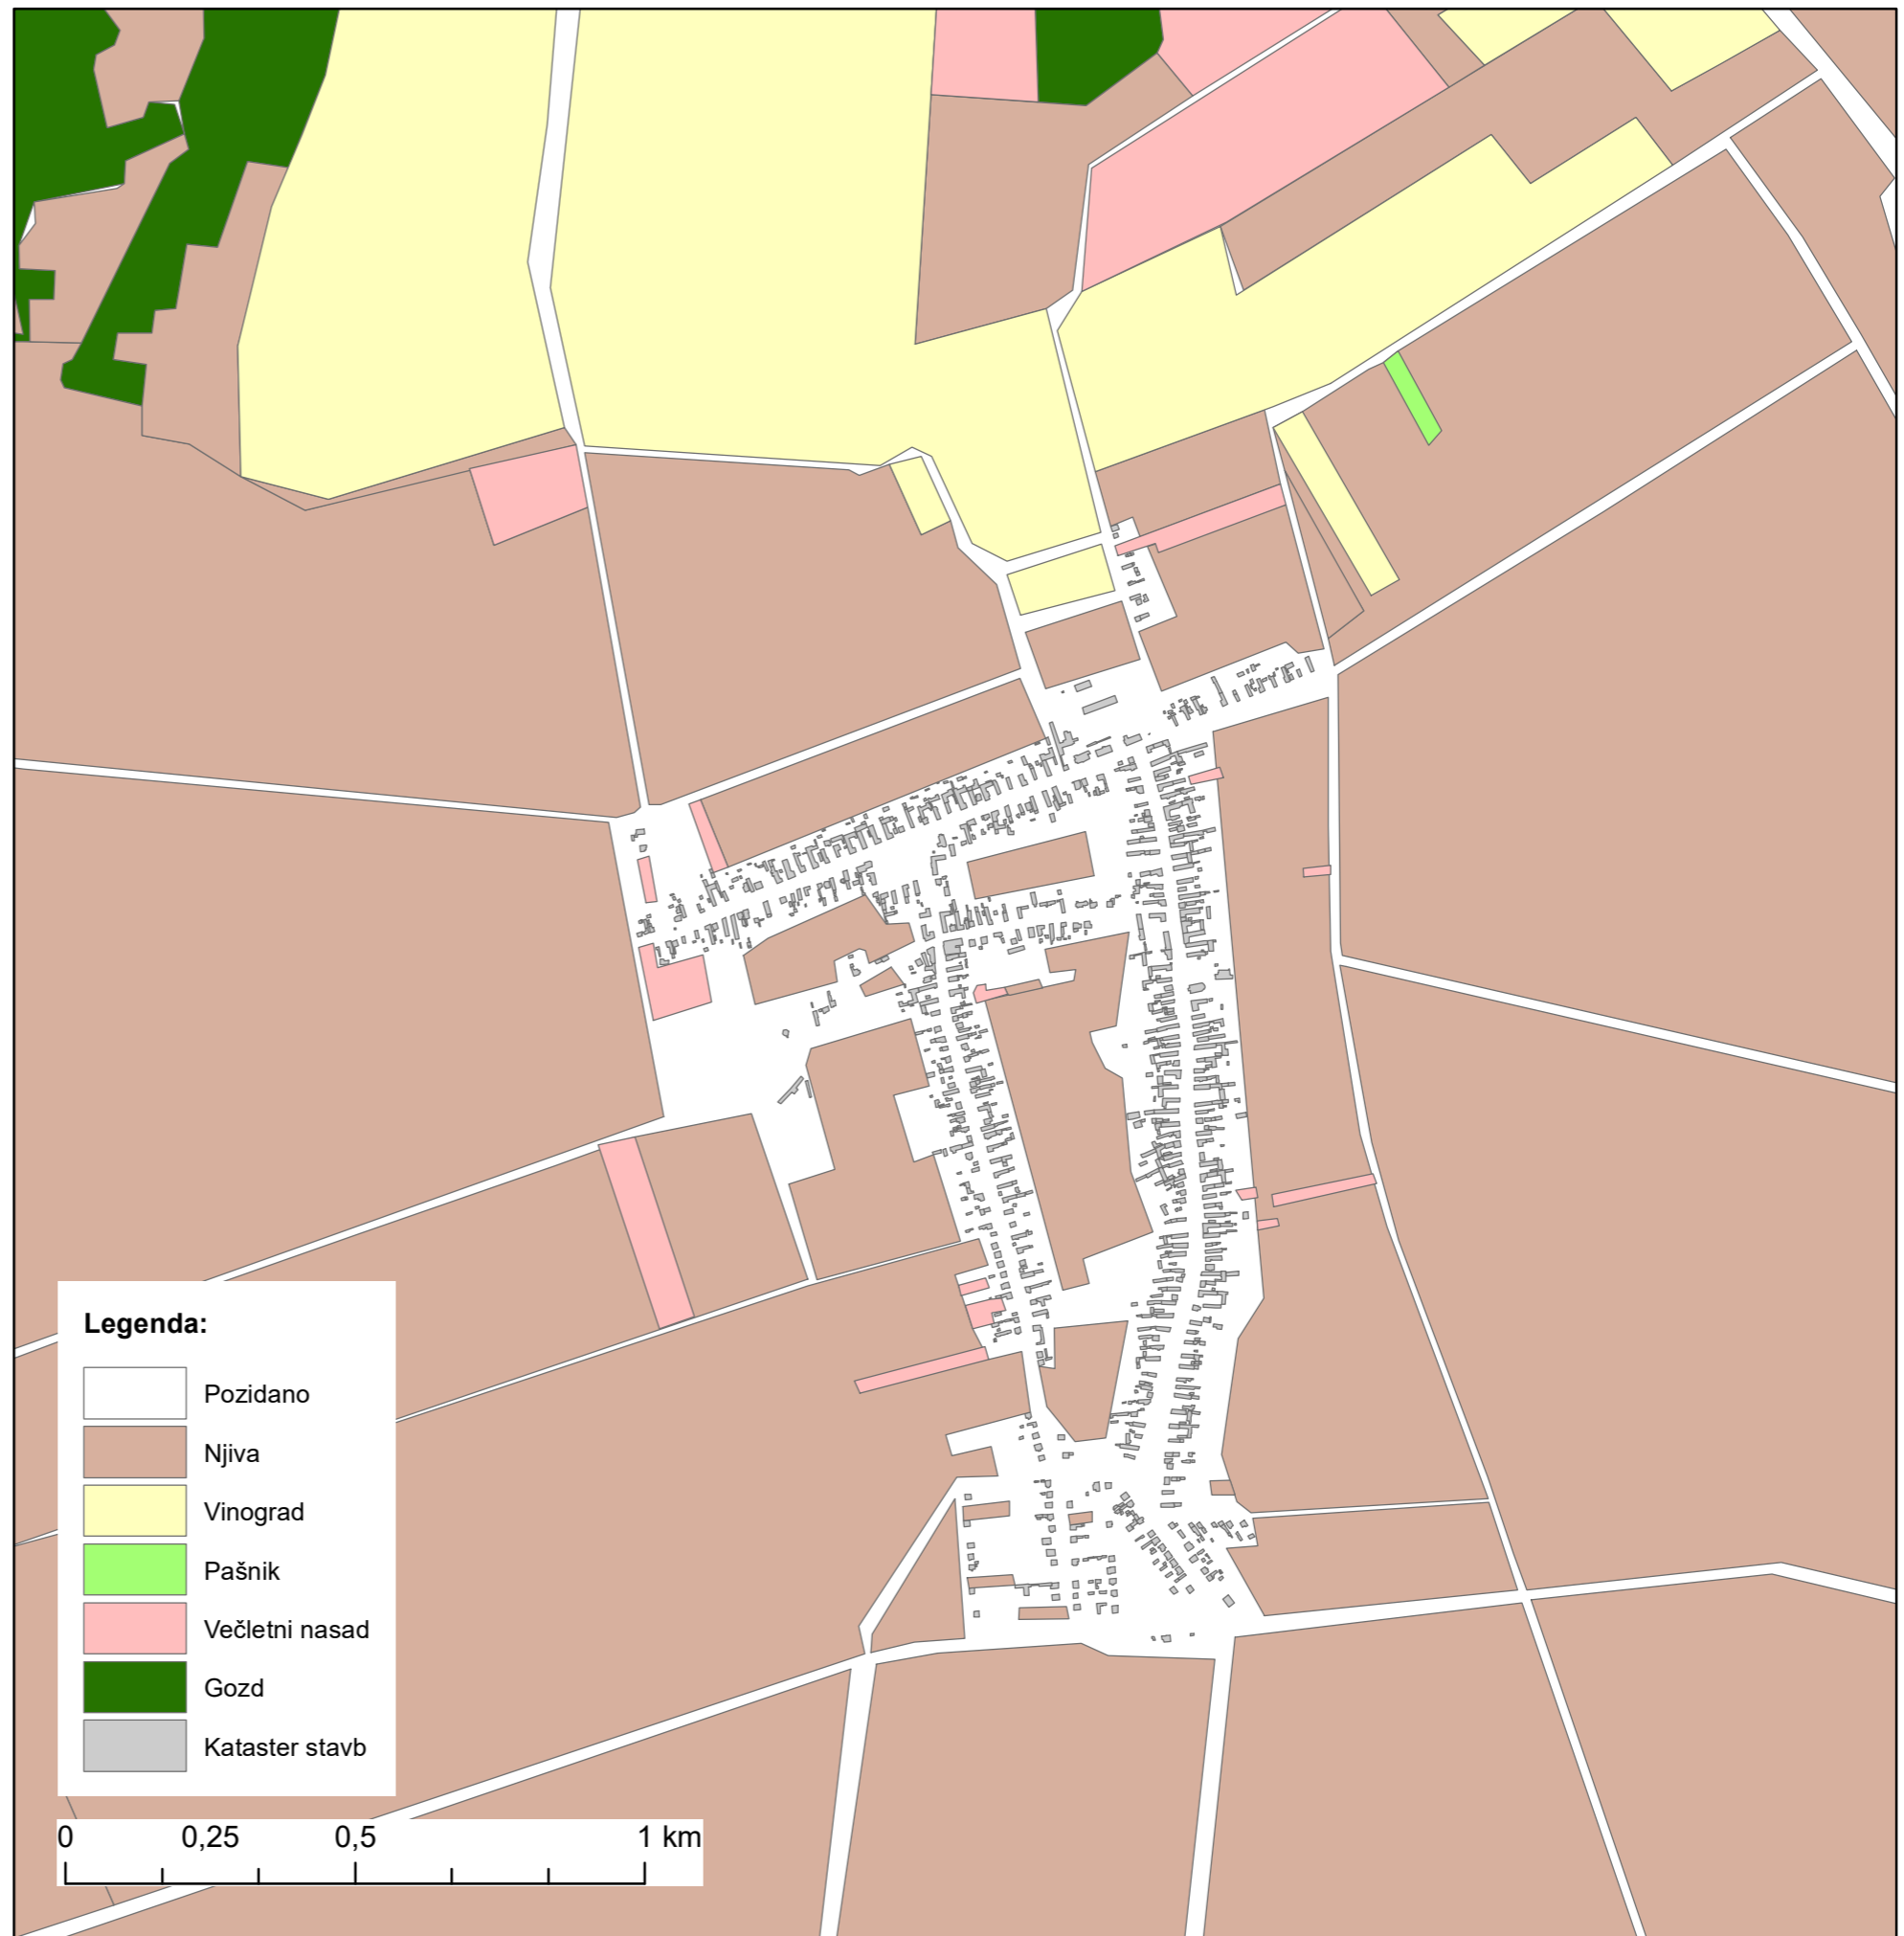 Legenda:
Pozidano
Njiva
Vinograd
Pašnik
Večletni nasad
Gozd
Kataster stavb
0 0,25 0,5 1 km